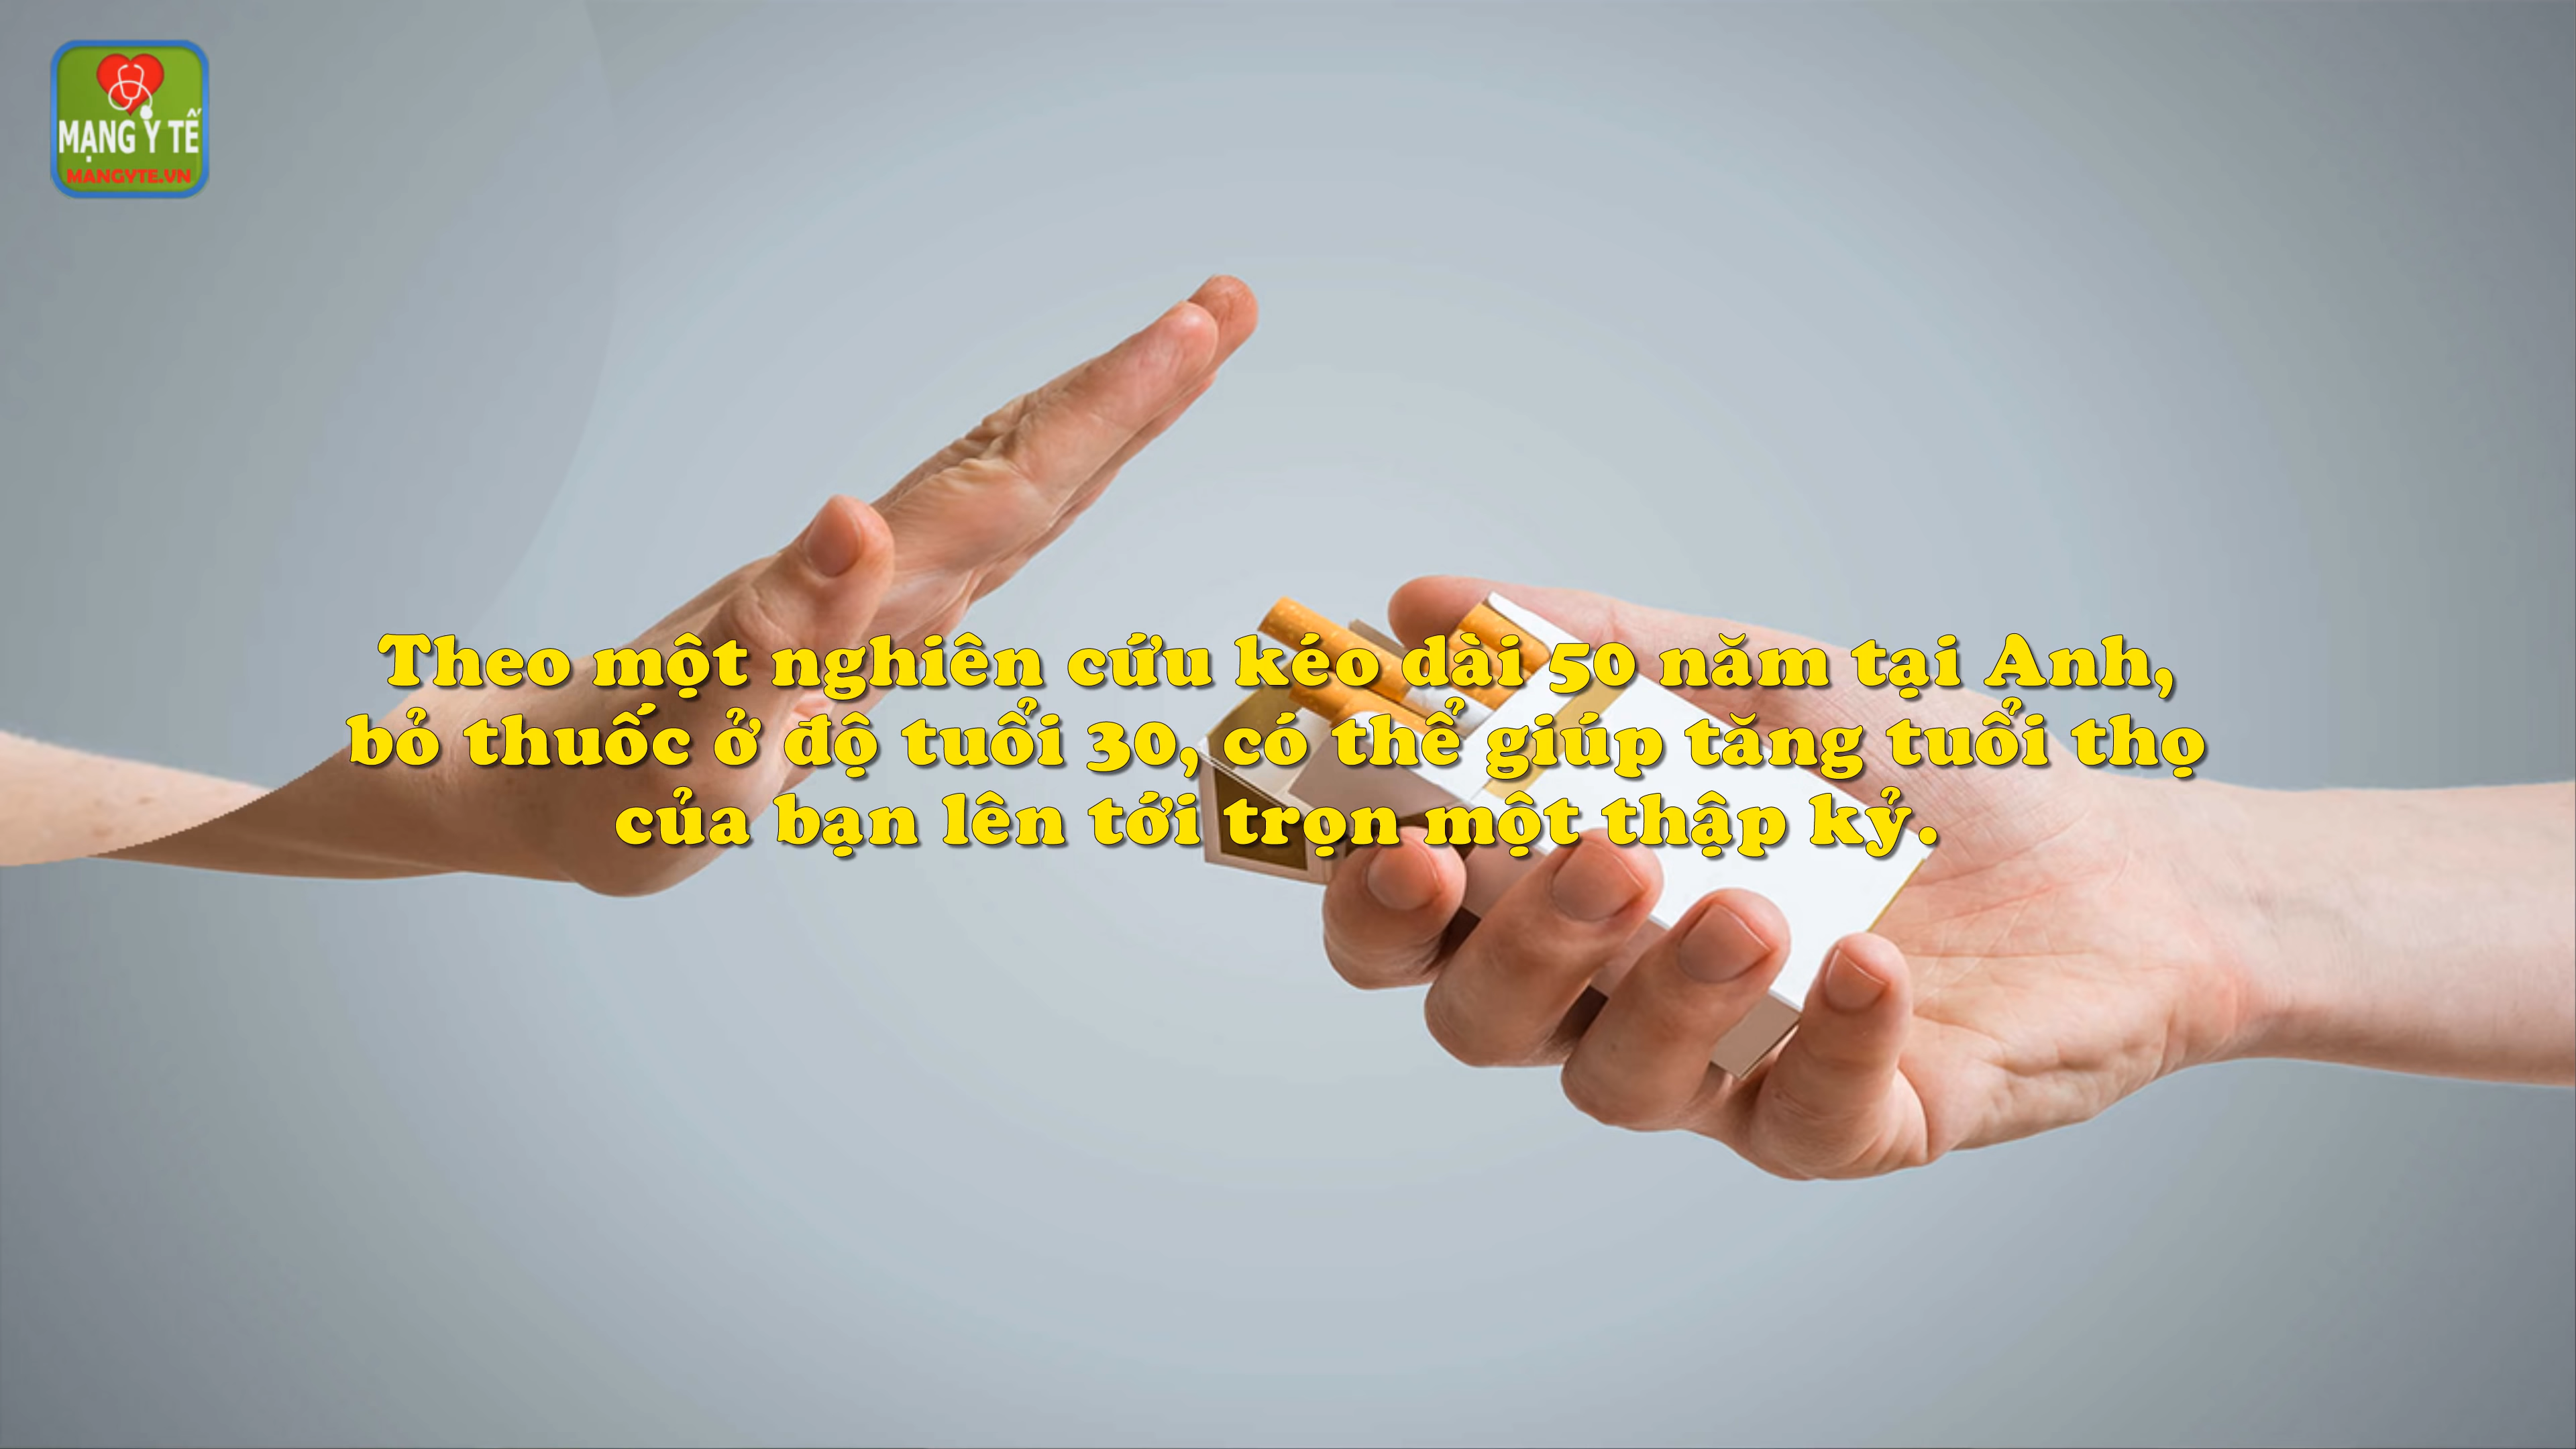 MẠNG Y TẾ
MANGYTE.VN
Theo một nghiên cứu kéo dài 50 năm tại Anh,
bỏ thuốc ở độ tuổi 30, có thể giúp tăng tuổi thọ
của bạn lên tới trọn một thập kỷ.